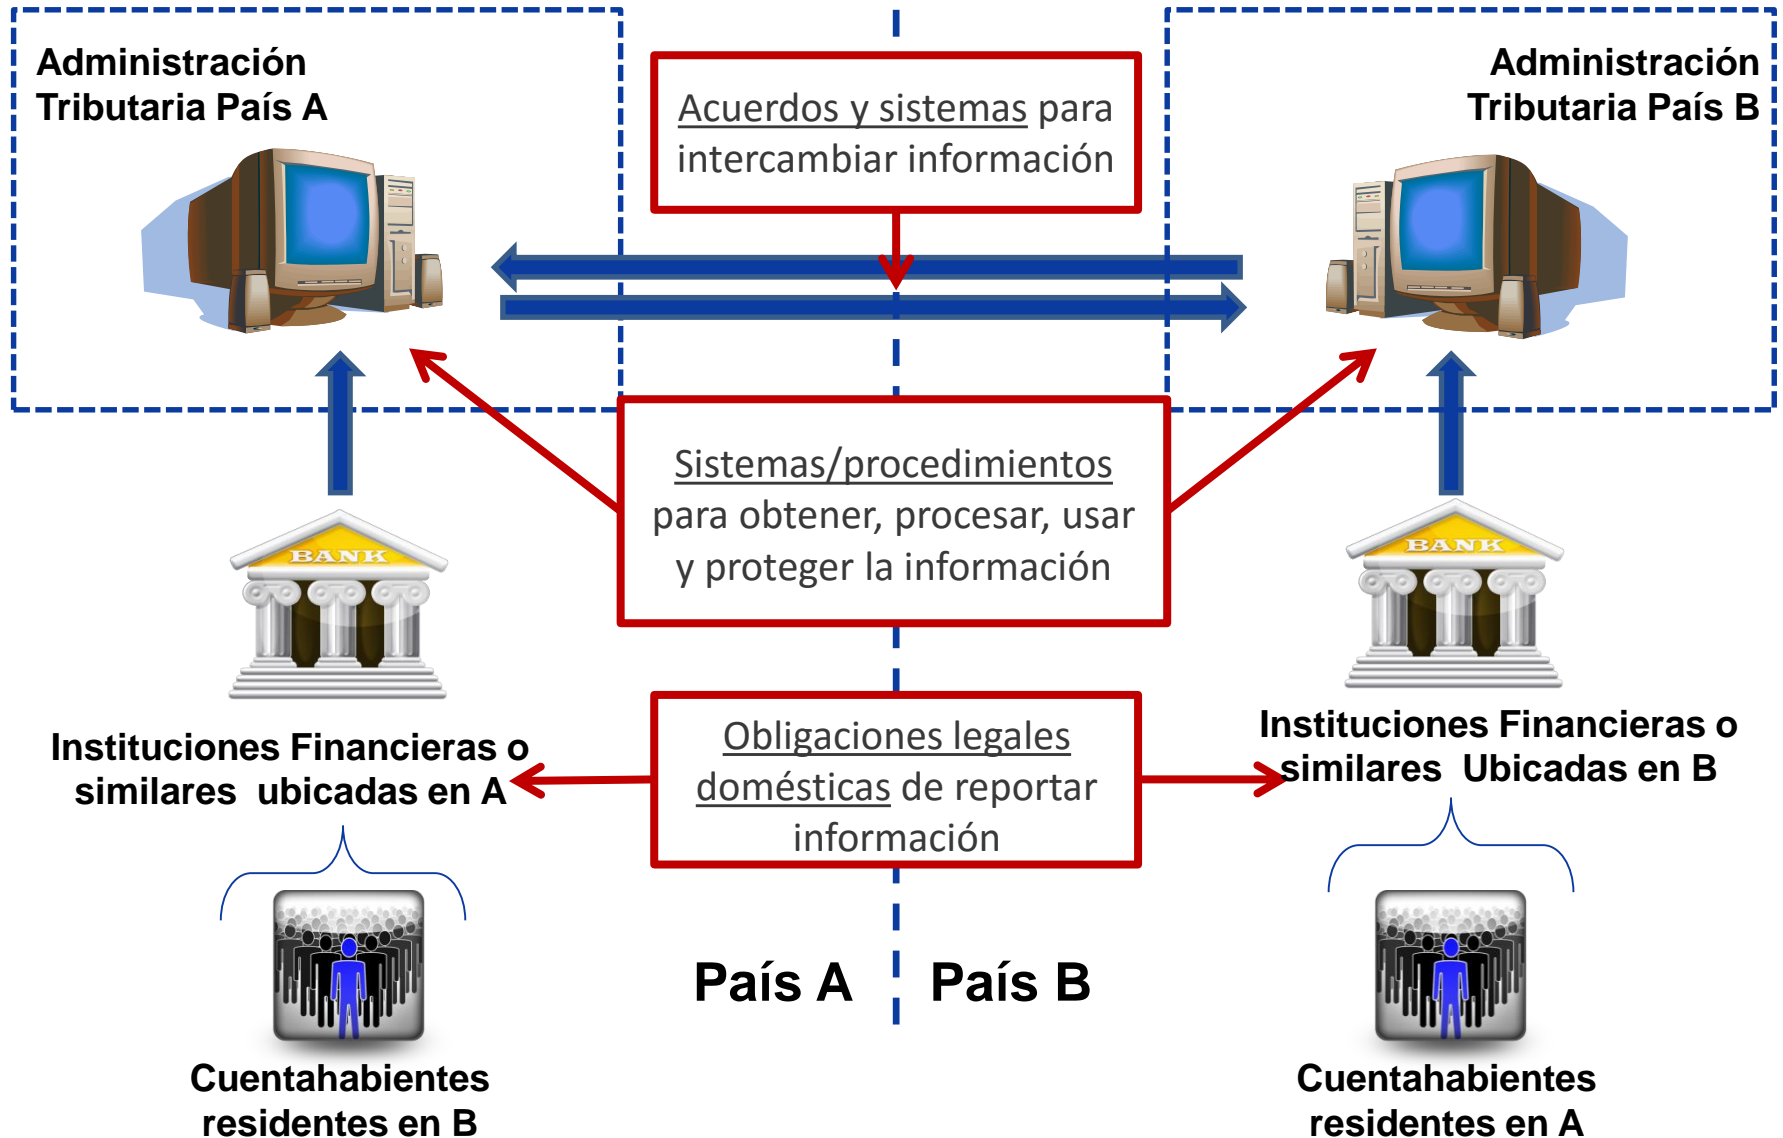 Administración
Tributaria País A
Acuerdos y sistemas para
intercambiar información
Administración
Tributaria País B
Sistemas/procedimientos
para obtener, procesar, usar
y proteger la información
BANK
BANK
Instituciones Financieras o
similares  ubicadas en A
Obligaciones legales
domésticas de reportar
información
Instituciones Financieras o
similares  Ubicadas en B
País A
País B
Cuentahabientes
residentes en B
Cuentahabientes
residentes en A